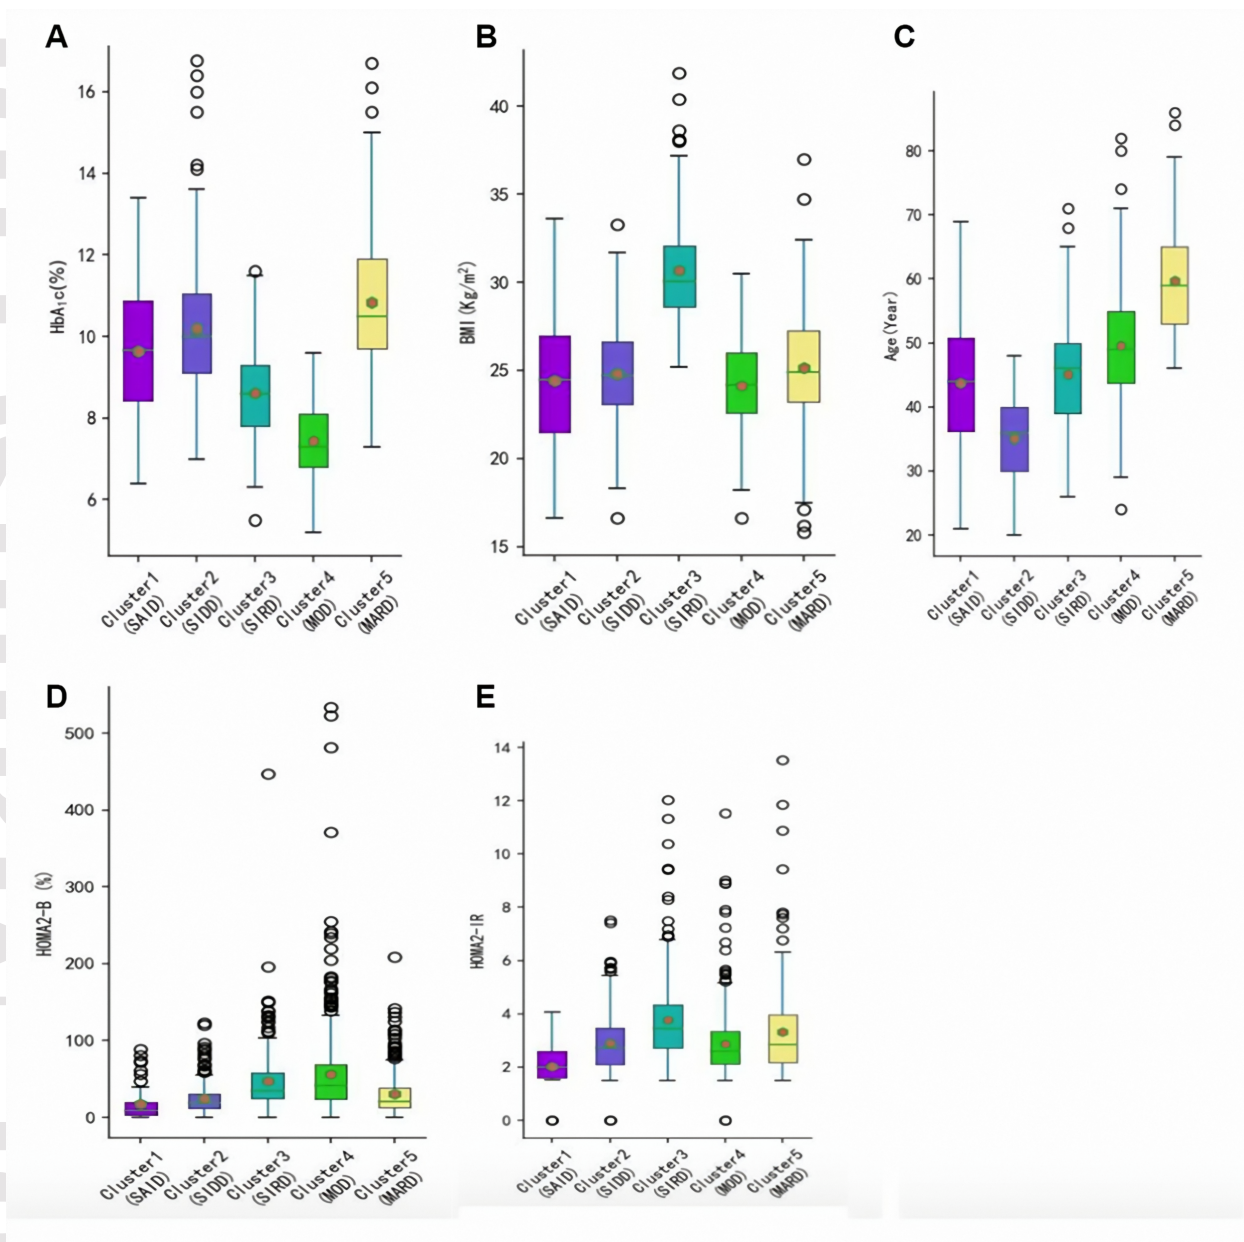 A
HbA1c(%)
16
14
12
10
8
6
Cluster1
(SAID)
Cluster2
(SIDD)
Cluster3
(SIRD)
Cluster4
(MOD)
Cluster5
(MARD)
B
BMI(Kg/m²)
40
35
30
25
20
15
Cluster1
(SAID)
Cluster2
(SIDD)
Cluster3
(SIRD)
Cluster4
(MOD)
Cluster5
(MARD)
C
Age(Year)
80
70
60
50
40
30
20
Cluster1
(SAID)
Cluster2
(SIDD)
Cluster3
(SIRD)
Cluster4
(MOD)
Cluster5
(MARD)
D
HOMA2-B (%)
500
400
300
200
100
0
Cluster1
(SAID)
Cluster2
(SIDD)
Cluster3
(SIRD)
Cluster4
(MOD)
Cluster5
(MARD)
E
HOMA2-IR
14
12
10
8
6
4
2
0
Cluster1
(SAID)
Cluster2
(SIDD)
Cluster3
(SIRD)
Cluster4
(MOD)
Cluster5
(MARD)